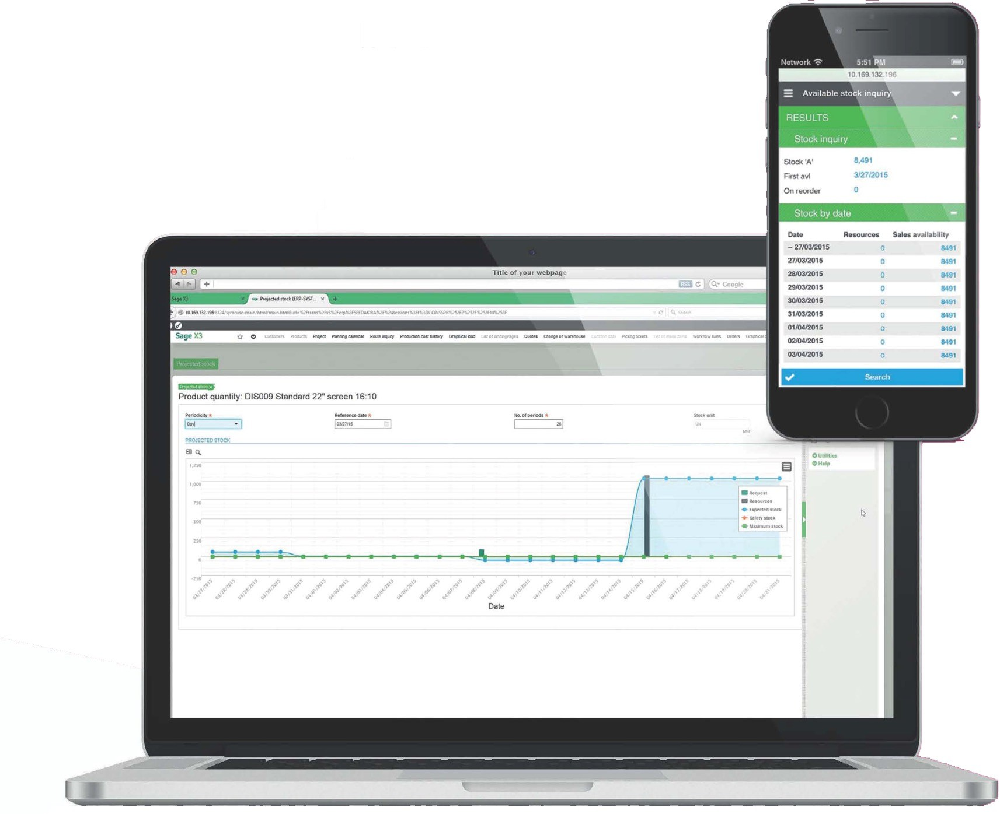 Network 5:51 PM
10.169.132.196
Available stock inquiry
RESULTS
Stock inquiry
Stock 'A' 8,491
First avl 3/27/2015
On reorder 0
Stock by date
Date Resources Sales availability
-- 27/03/2015 0 8491
27/03/2015 0 8491
28/03/2015 0 8491
29/03/2015 0 8491
30/03/2015 0 8491
31/03/2015 0 8491
01/04/2015 0 8491
02/04/2015 0 8491
03/04/2015 0 8491
Search
Title of your webpage
RSS Google
Sage X3 × sage Projected stock (ERP-SYST... × +
10.169.132.196:8124/syracuse-main/html/main.html?url= Search
Sage X3 Customers Products Project Planning calendar Route inquiry Production cost history Graphical load List of landingPages Quotes Change of warehouse Common data Picking tickets List of menu items Workflow rules Orders Graphical
Projected stock
Projected stock ×
Product quantity: DIS009 Standard 22" screen 16:10
Periodicity * Reference date * No. of periods * Stock unit
Day 03/27/15 26 UN
Unit
PROJECTED STOCK
Utilities
Help
1,250
1,000
750
500
250
0
-250
Request
Resources
Expected stock
Safety stock
Maximum stock
03/27/2015 03/28/2015 03/29/2015 03/30/2015 03/31/2015 04/01/2015 04/02/2015 04/03/2015 04/04/2015 04/05/2015 04/06/2015 04/07/2015 04/08/2015 04/09/2015 04/10/2015 04/11/2015 04/12/2015 04/13/2015 04/14/2015 04/15/2015 04/16/2015 04/17/2015 04/18/2015 04/19/2015 04/20/2015 04/21/2015
Date